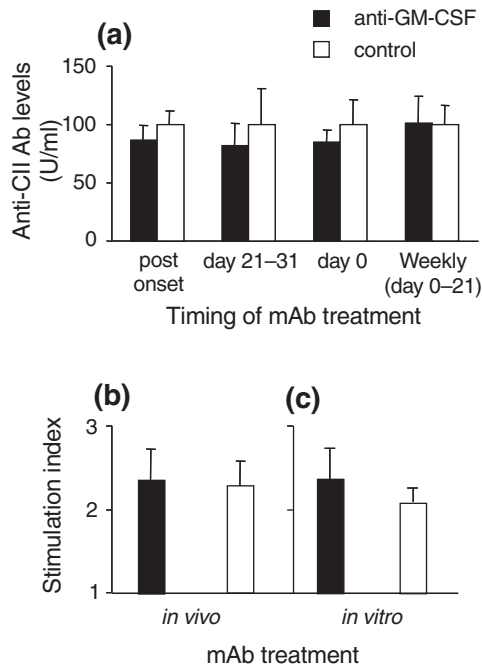 anti-GM-CSF
control
(a)
Anti-CII Ab levels
(U/ml)
150
100
50
0
post
onset
day 21–31
day 0
Weekly
(day 0–21)
Timing of mAb treatment
(b)
(c)
Stimulation index
3
2
1
in vivo
in vitro
mAb treatment